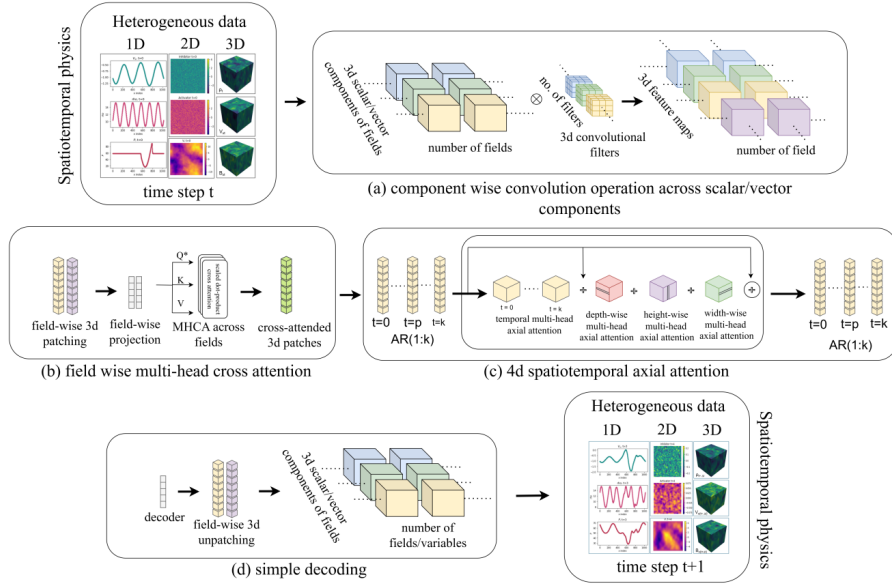 Heterogeneous data
1D 2D 3D
Spatiotemporal physics
time step t
3d scalar/vector
components of fields
number of fields
no. of filters
3d convolutional
filters
3d feature maps
number of field
(a) component wise convolution operation across scalar/vector
components
field-wise 3d
patching
field-wise
projection
Q*
K
V
scaled dot-product
cross attention
MHCA across
fields
cross-attended
3d patches
(b) field wise multi-head cross attention
t=0 t=p t=k
AR(1:k)
t = 0 t = k
temporal multi-head
axial attention
depth-wise
multi-head
axial attention
height-wise
multi-head
axial attention
width-wise
multi-head
axial attention
t=0 t=p t=k
AR(1:k)
(c) 4d spatiotemporal axial attention
decoder
field-wise 3d
unpatching
3d scalar/vector
components of fields
number of
fields/variables
(d) simple decoding
Heterogeneous data
1D 2D 3D
time step t+1
Spatiotemporal physics